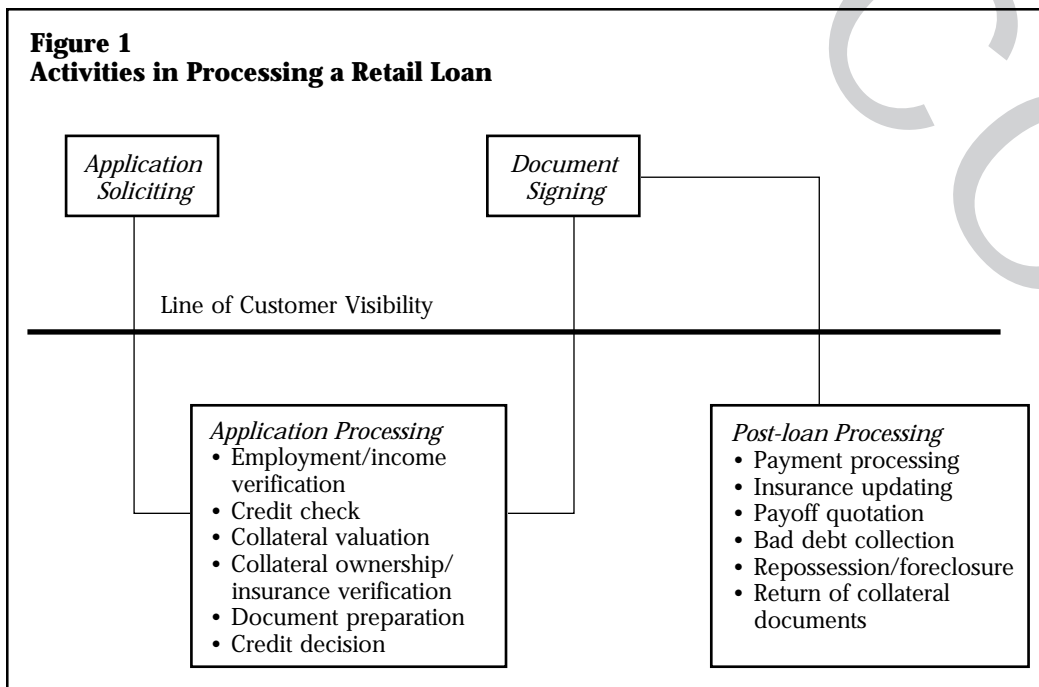 Figure 1
Activities in Processing a Retail Loan
Application
Soliciting
Document
Signing
Line of Customer Visibility
Application Processing
• Employment/income
verification
• Credit check
• Collateral valuation
• Collateral ownership/
insurance verification
• Document preparation
• Credit decision
Post-loan Processing
• Payment processing
• Insurance updating
• Payoff quotation
• Bad debt collection
• Repossession/foreclosure
• Return of collateral
documents